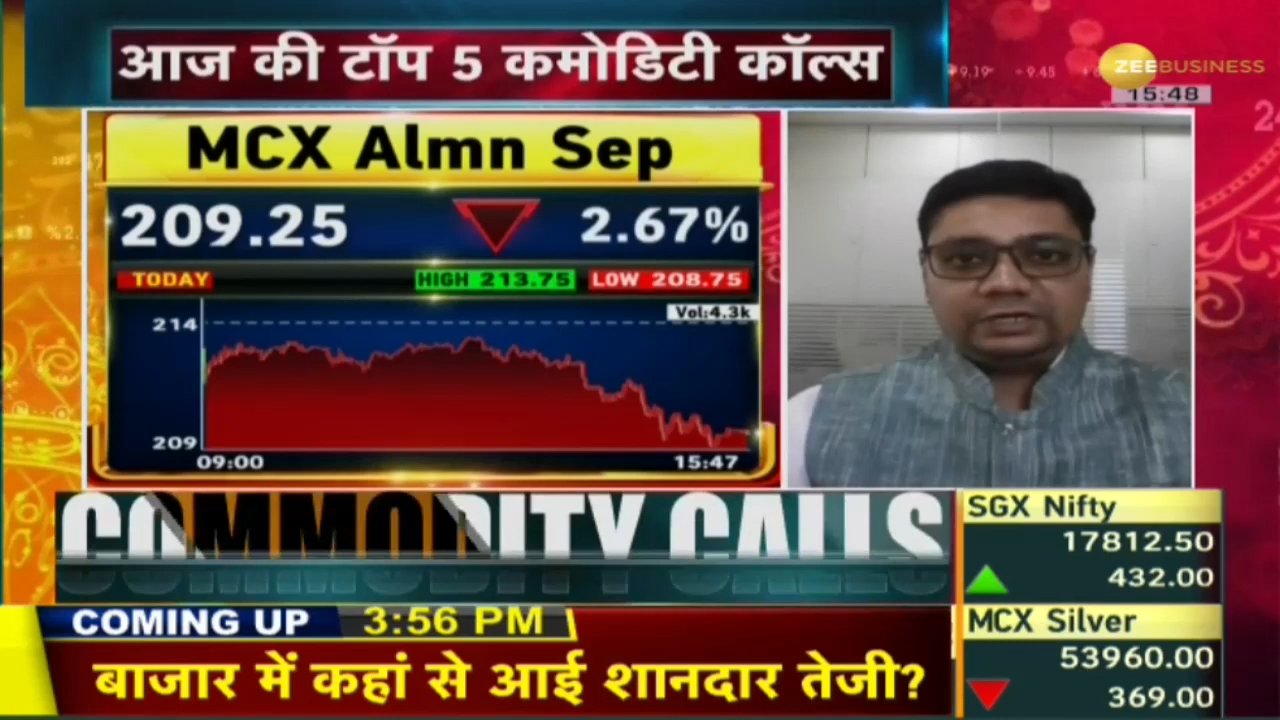 आज की टॉप 5 कमोडिटी कॉल्स
ZEEBUSINESS
15:48
MCX Almn Sep
209.25 2.67%
TODAY HIGH 213.75 LOW 208.75
Vol:4.3k
214
209
09:00 15:47
COMMODITY CALLS
SGX Nifty
17812.50
432.00
MCX Silver
53960.00
369.00
COMING UP 3:56 PM
बाजार में कहां से आई शानदार तेजी?